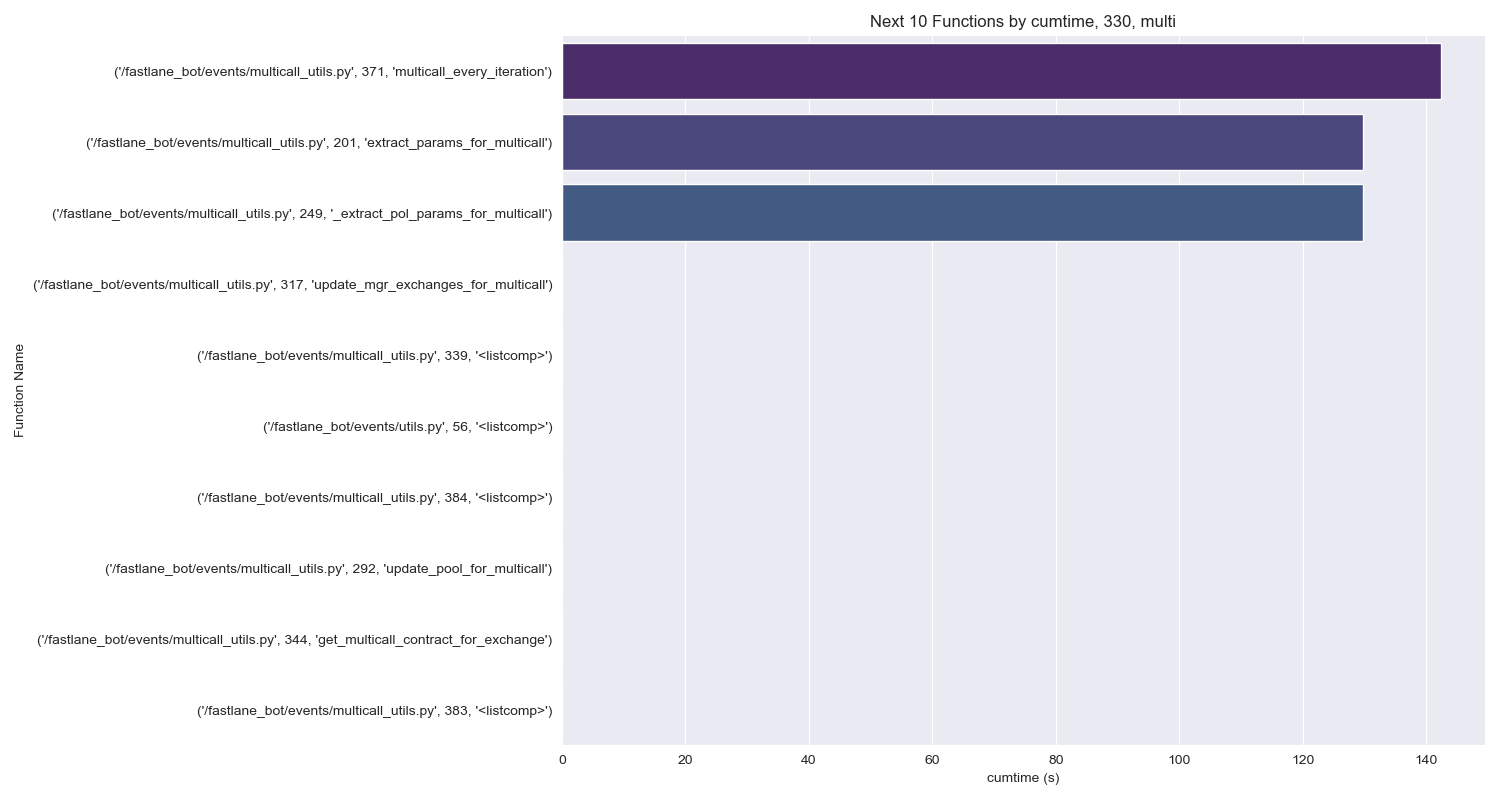 Next 10 Functions by cumtime, 330, multi
('/fastlane_bot/events/multicall_utils.py', 371, 'multicall_every_iteration')
('/fastlane_bot/events/multicall_utils.py', 201, 'extract_params_for_multicall')
('/fastlane_bot/events/multicall_utils.py', 249, '_extract_pol_params_for_multicall')
('/fastlane_bot/events/multicall_utils.py', 317, 'update_mgr_exchanges_for_multicall')
('/fastlane_bot/events/multicall_utils.py', 339, '<listcomp>')
('/fastlane_bot/events/utils.py', 56, '<listcomp>')
('/fastlane_bot/events/multicall_utils.py', 384, '<listcomp>')
('/fastlane_bot/events/multicall_utils.py', 292, 'update_pool_for_multicall')
('/fastlane_bot/events/multicall_utils.py', 344, 'get_multicall_contract_for_exchange')
('/fastlane_bot/events/multicall_utils.py', 383, '<listcomp>')
Function Name
0 20 40 60 80 100 120 140
cumtime (s)